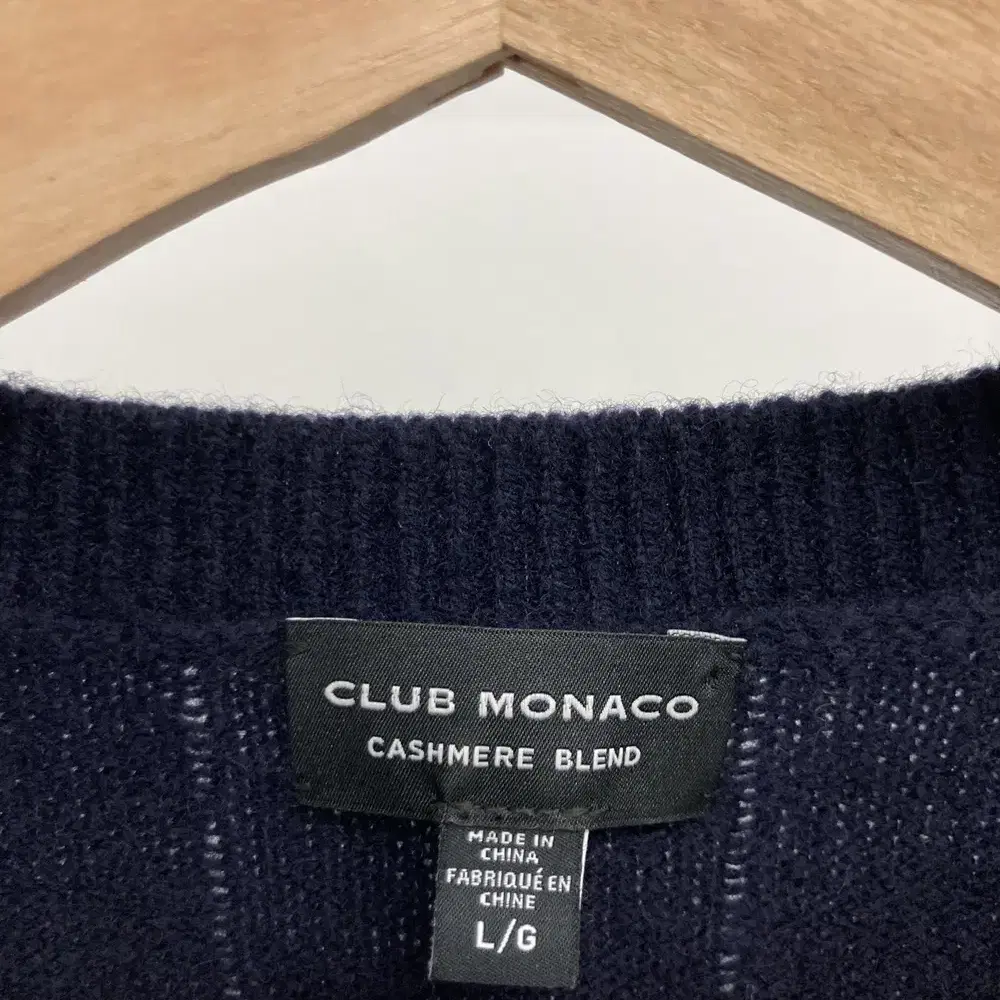 CLUB MONACO
CASHMERE BLEND
MADE IN
CHINA
FABRIQUÉ EN
CHINE
L/G